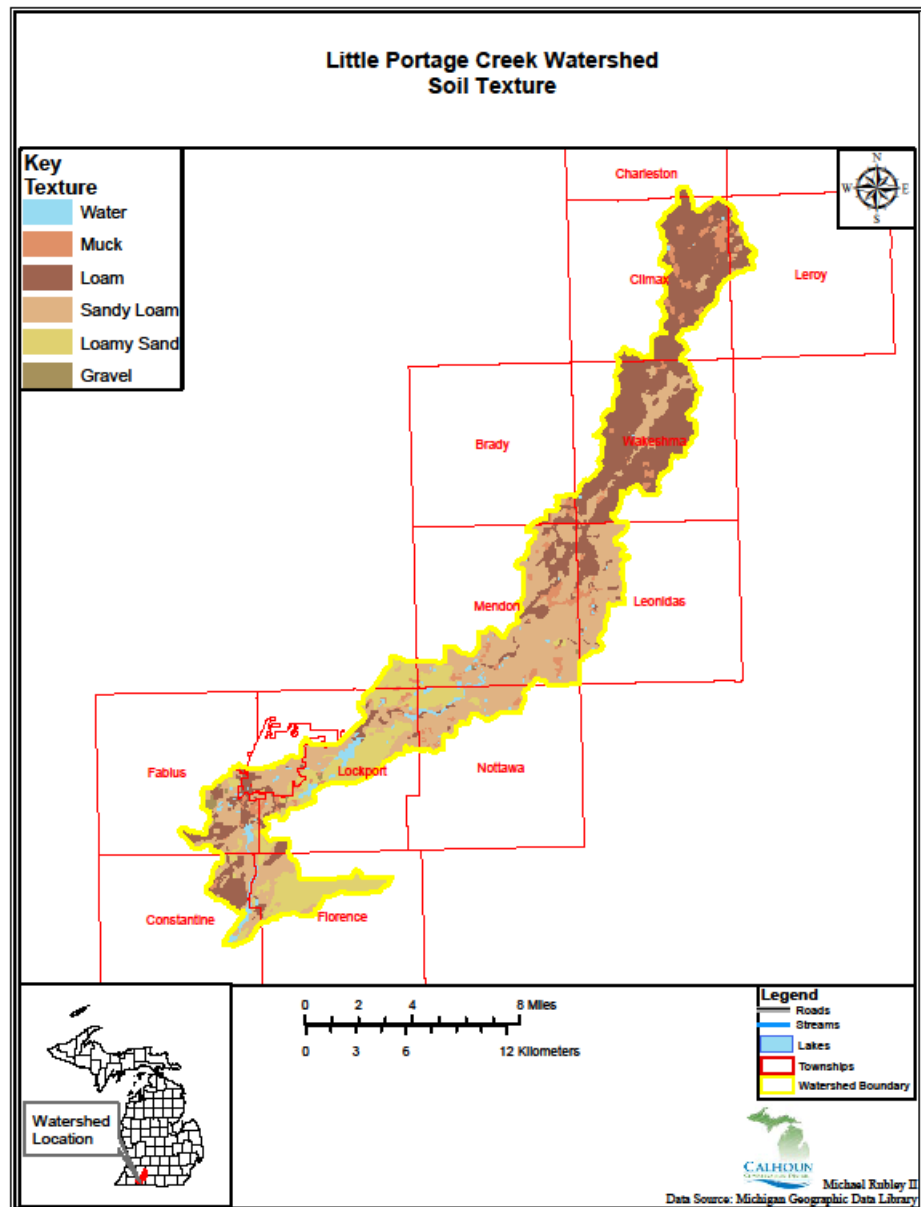 Little Portage Creek Watershed
Soil Texture
Key
Texture
Water
Muck
Loam
Sandy Loam
Loamy Sand
Gravel
N
W E
S
Charleston
Climax
Leroy
Brady
Wakeshma
Mendon
Leonidas
Fabius
Lockport
Nottawa
Constantine
Florence
Watershed
Location
0 2 4 8 Miles
0 3 6 12 Kilometers
Legend
Roads
Streams
Lakes
Townships
Watershed Boundary
CALHOUN
Michael Rubley II
Data Source: Michigan Geographic Data Library